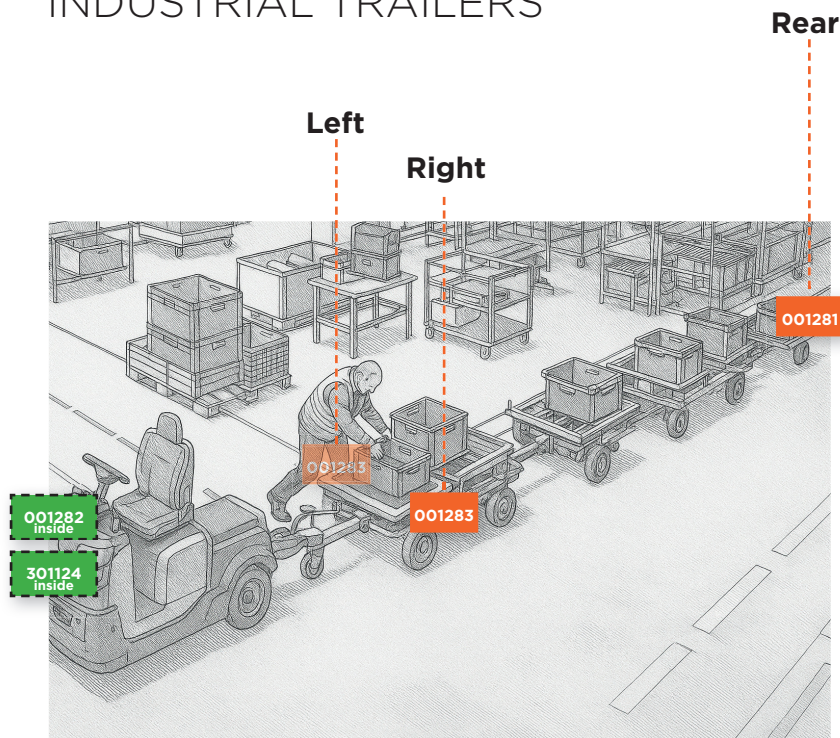 INDUSTRIAL TRAILERS
Rear
Left
Right
001281
001283
001283
001282
inside
301124
inside